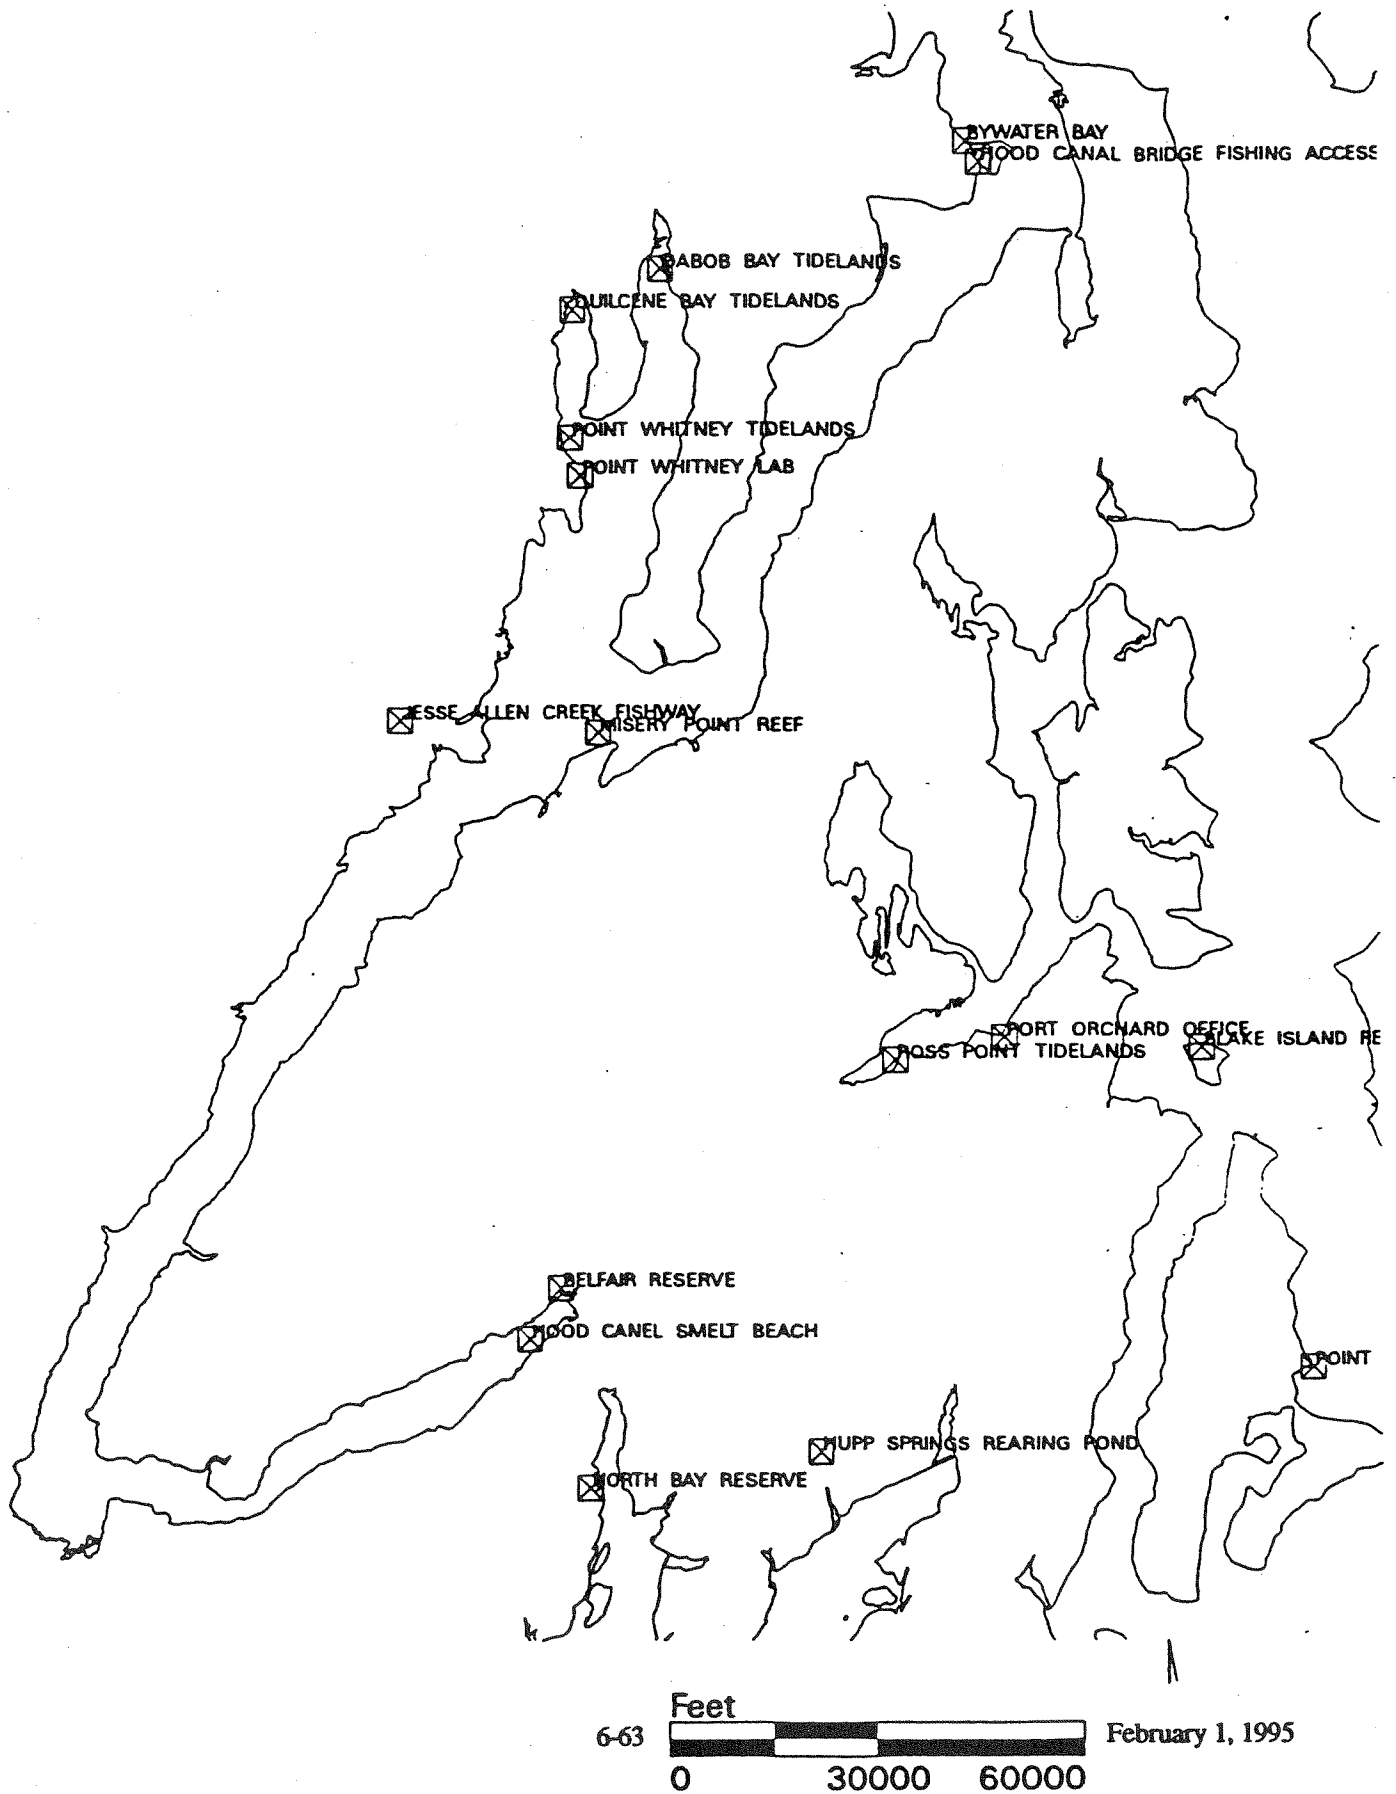 BYWATER BAY
HOOD CANAL BRIDGE FISHING ACCESS
DABOB BAY TIDELANDS
QUILCENE BAY TIDELANDS
POINT WHITNEY TIDELANDS
POINT WHITNEY LAB
JESSE ALLEN CREEK FISHWAY
MISERY POINT REEF
PORT ORCHARD OFFICE
BLAKE ISLAND RE
ROSS POINT TIDELANDS
BELFAIR RESERVE
HOOD CANEL SMELT BEACH
POINT
HUPP SPRINGS REARING POND
NORTH BAY RESERVE
Feet
6-63
February 1, 1995
0 30000 60000